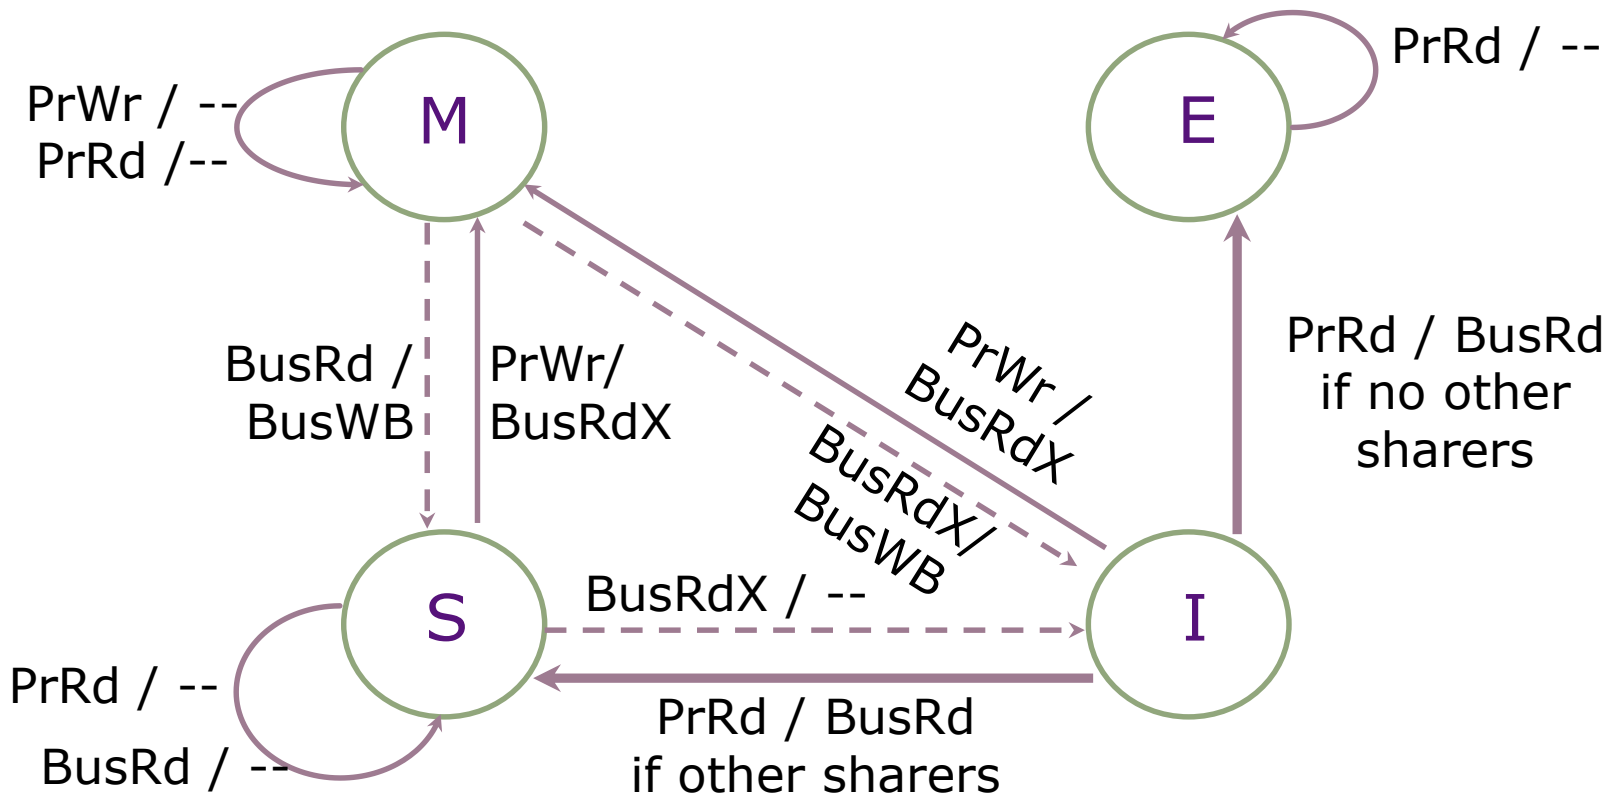 PrRd / --
PrWr / --
PrRd /--
M
E
BusRd /
BusWB
PrWr/
BusRdX
PrWr /
BusRdX
BusRdX/
BusWB
PrRd / BusRd
if no other
sharers
S
BusRdX / --
I
PrRd / --
BusRd / --
PrRd / BusRd
if other sharers